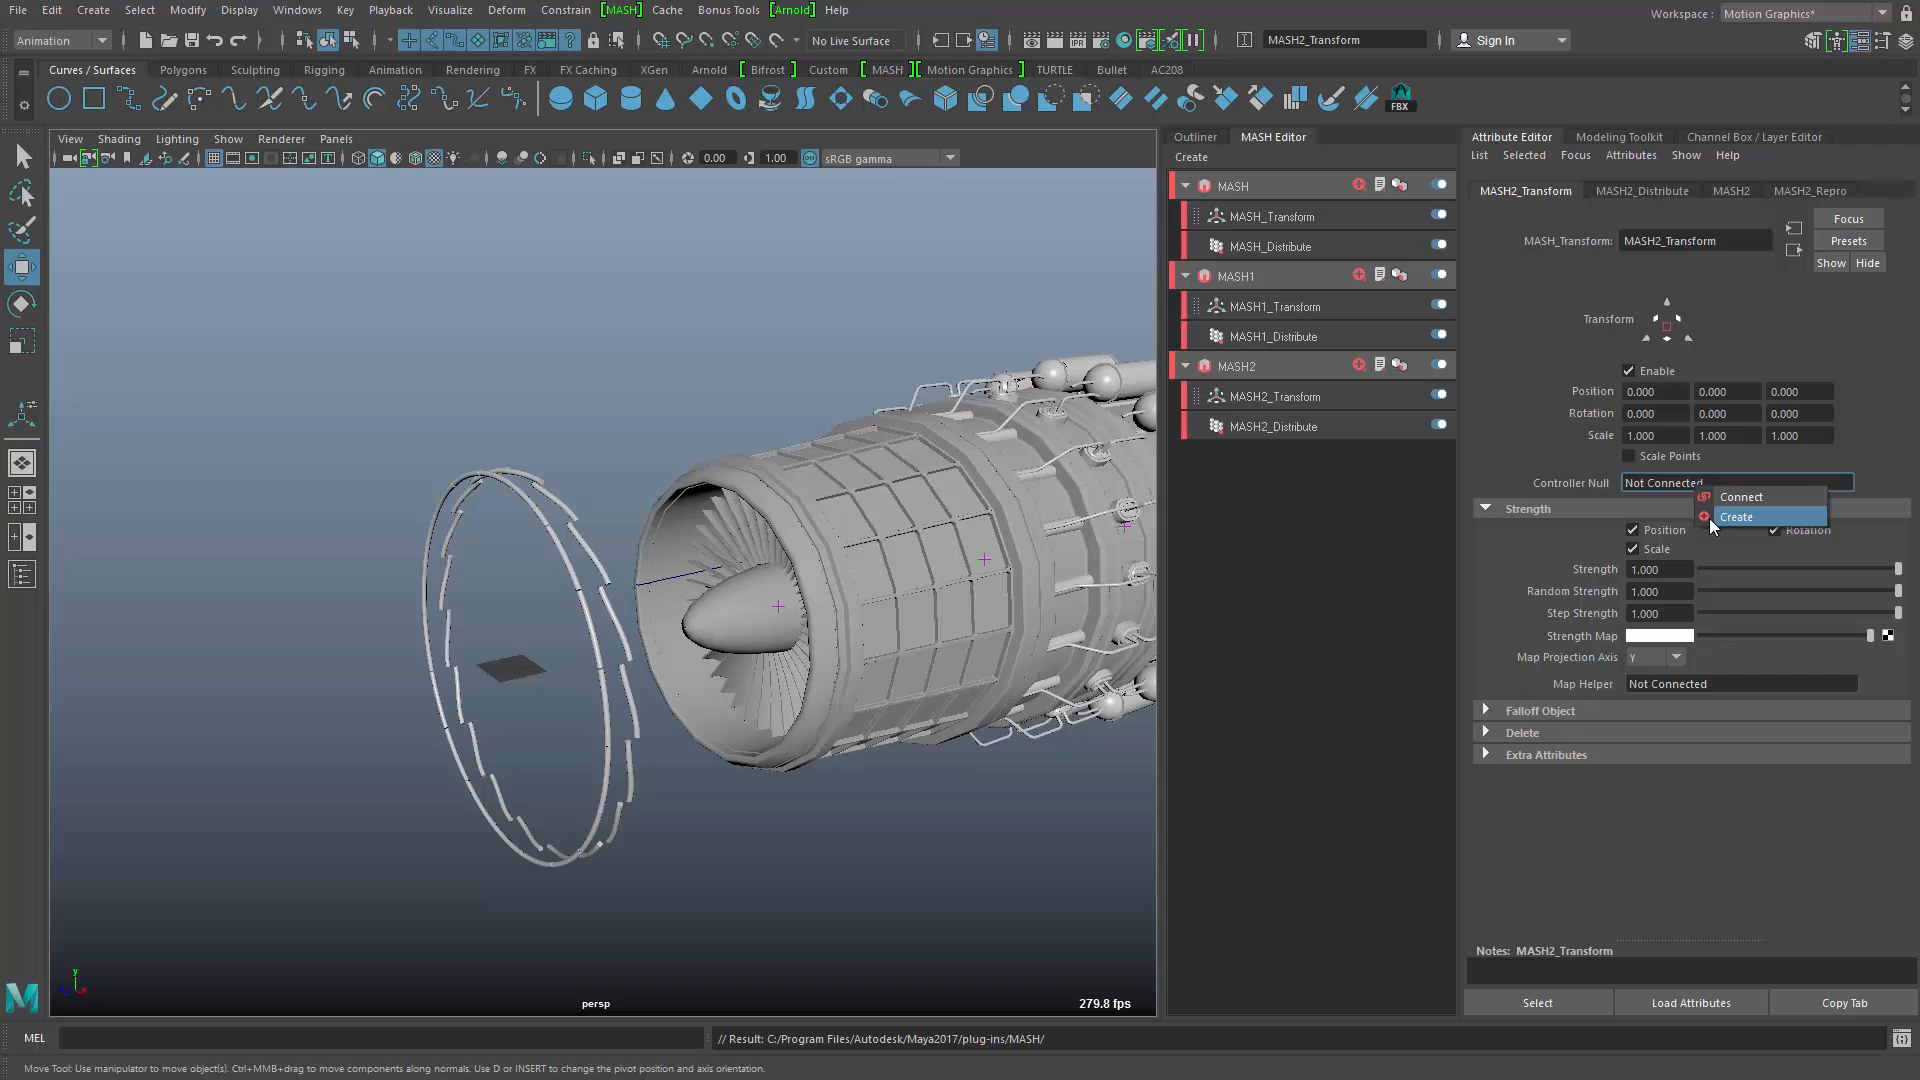 File Edit Create Select Modify Display Windows Key Playback Visualize Deform Constrain [MASH] Cache Bonus Tools [Arnold] Help
Workspace : Motion Graphics*
Animation
No Live Surface
MASH2_Transform
Sign In
Curves / Surfaces Polygons Sculpting Rigging Animation Rendering FX FX Caching XGen Arnold [ Bifrost ] Custom [ MASH ][ Motion Graphics ] TURTLE Bullet AC208
FBX
View Shading Lighting Show Renderer Panels
0.00
1.00
sRGB gamma
IPR
persp
279.8 fps
y
Outliner MASH Editor
Create
MASH
MASH_Transform
MASH_Distribute
MASH1
MASH1_Transform
MASH1_Distribute
MASH2
MASH2_Transform
MASH2_Distribute
Attribute Editor Modeling Toolkit Channel Box / Layer Editor
List Selected Focus Attributes Show Help
MASH2_Transform MASH2_Distribute MASH2 MASH2_Repro
Focus
MASH_Transform: MASH2_Transform
Presets
Show Hide
Transform
Enable
Position 0.000 0.000 0.000
Rotation 0.000 0.000 0.000
Scale 1.000 1.000 1.000
Scale Points
Controller Null Not Connected
Connect
Create
Strength
Position Rotation
Scale
Strength 1.000
Random Strength 1.000
Step Strength 1.000
Strength Map
Map Projection Axis Y
Map Helper Not Connected
Falloff Object
Delete
Extra Attributes
Notes: MASH2_Transform
Select Load Attributes Copy Tab
MEL
// Result: C:/Program Files/Autodesk/Maya2017/plug-ins/MASH/
Move Tool: Use manipulator to move object(s). Ctrl+MMB+drag to move components along normals. Use D or INSERT to change the pivot position and axis orientation.